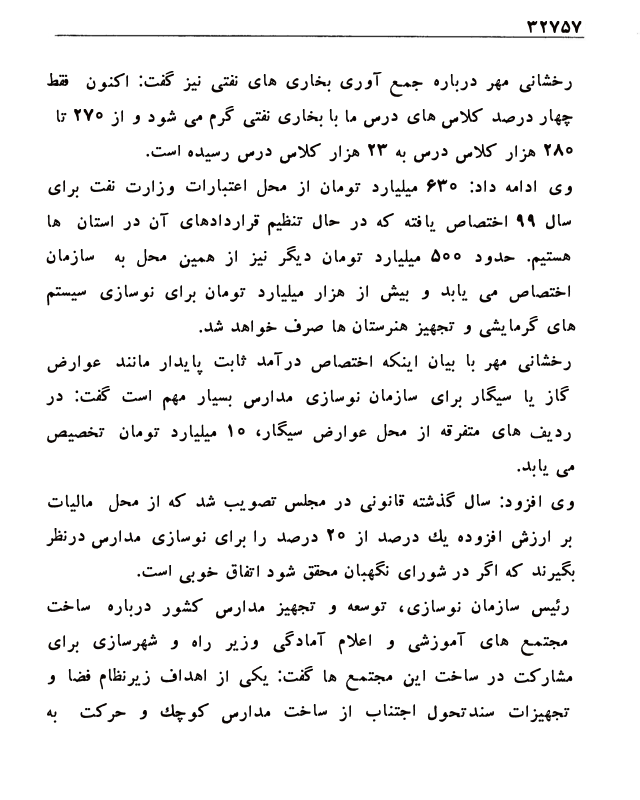 ۳۲۷۵۷
رخشانی مهر درباره جمع آوری بخاری های نفتی نیز گفت: اکنون فقط
چهار درصد کلاس های درس ما با بخاری نفتی گرم می شود و از ۲۷۰ تا
۲۸۰ هزار کلاس درس به ۲۳ هزار کلاس درس رسیده است.
وی ادامه داد: ۶۳۰ میلیارد تومان از محل اعتبارات وزارت نفت برای
سال ۹۹ اختصاص یافته که در حال تنظیم قراردادهای آن در استان ها
هستیم. حدود ۵۰۰ میلیارد تومان دیگر نیز از همین محل به سازمان
اختصاص می یابد و بیش از هزار میلیارد تومان برای نوسازی سیستم
های گرمایشی و تجهیز هنرستان ها صرف خواهد شد.
رخشانی مهر با بیان اینکه اختصاص درآمد ثابت پایدار مانند عوارض
گاز یا سیگار برای سازمان نوسازی مدارس بسیار مهم است گفت: در
ردیف های متفرقه از محل عوارض سیگار، ۱۰ میلیارد تومان تخصیص
می یابد.
وی افزود: سال گذشته قانونی در مجلس تصویب شد که از محل مالیات
بر ارزش افزوده یك درصد از ۲۰ درصد را برای نوسازی مدارس درنظر
بگیرند که اگر در شورای نگهبان محقق شود اتفاق خوبی است.
رئیس سازمان نوسازی، توسعه و تجهیز مدارس کشور درباره ساخت
مجتمع های آموزشی و اعلام آمادگی وزیر راه و شهرسازی برای
مشارکت در ساخت این مجتمع ها گفت: یکی از اهداف زیرنظام فضا و
تجهیزات سندتحول اجتناب از ساخت مدارس کوچك و حرکت به